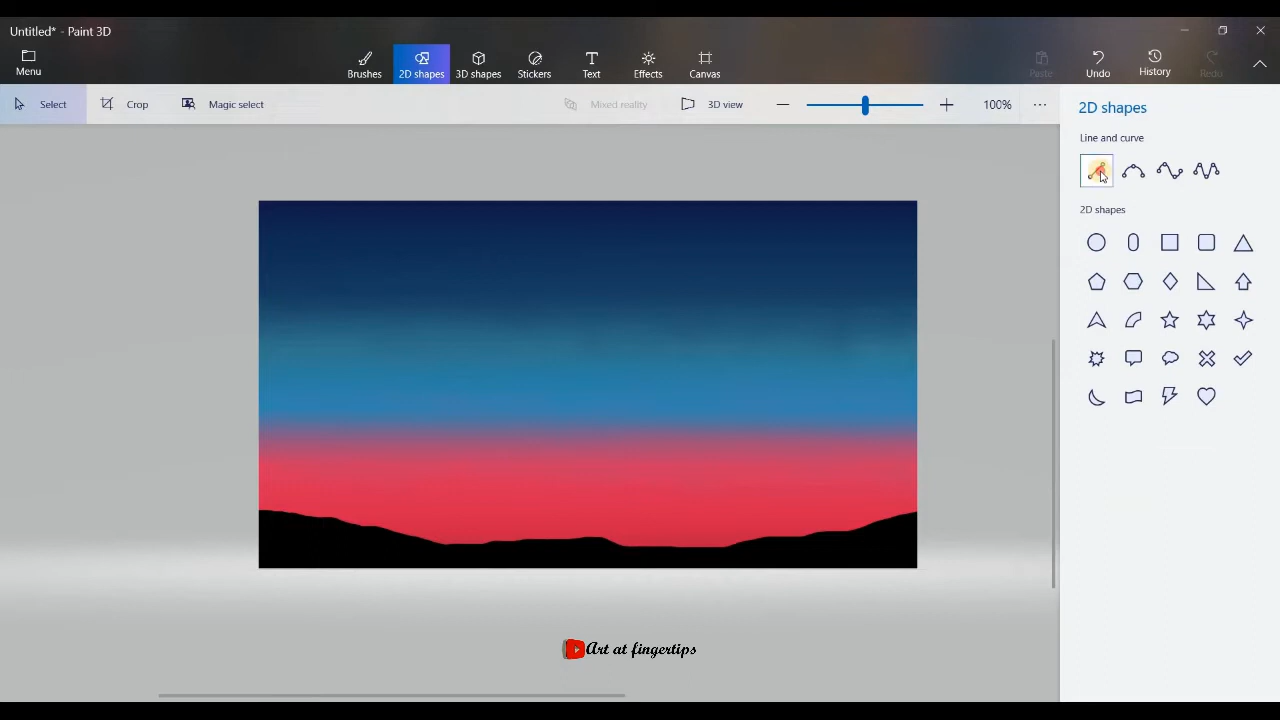 Untitled* - Paint 3D
Menu
Brushes
2D shapes
3D shapes
Stickers
Text
Effects
Canvas
Paste
Undo
History
Redo
Select
Crop
Magic select
Mixed reality
3D view
100%
2D shapes
Line and curve
2D shapes
Art at fingertips